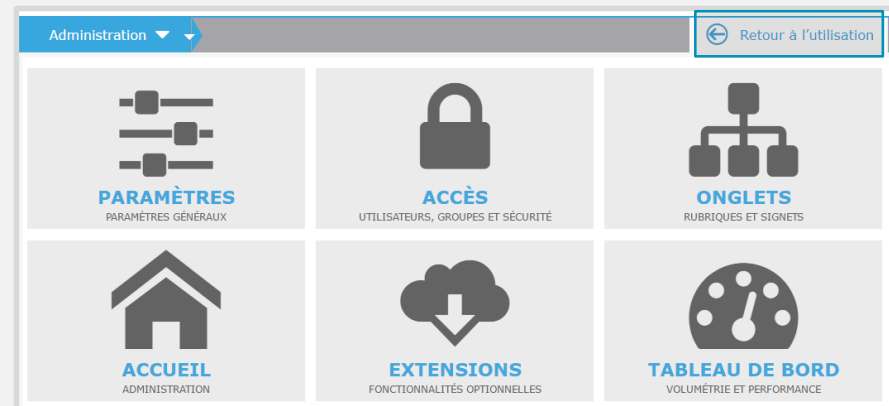 Administration
Retour à l'utilisation
PARAMÈTRES
PARAMÈTRES GÉNÉRAUX
ACCÈS
UTILISATEURS, GROUPES ET SÉCURITÉ
ONGLETS
RUBRIQUES ET SIGNETS
ACCUEIL
ADMINISTRATION
EXTENSIONS
FONCTIONNALITÉS OPTIONNELLES
TABLEAU DE BORD
VOLUMÉTRIE ET PERFORMANCE